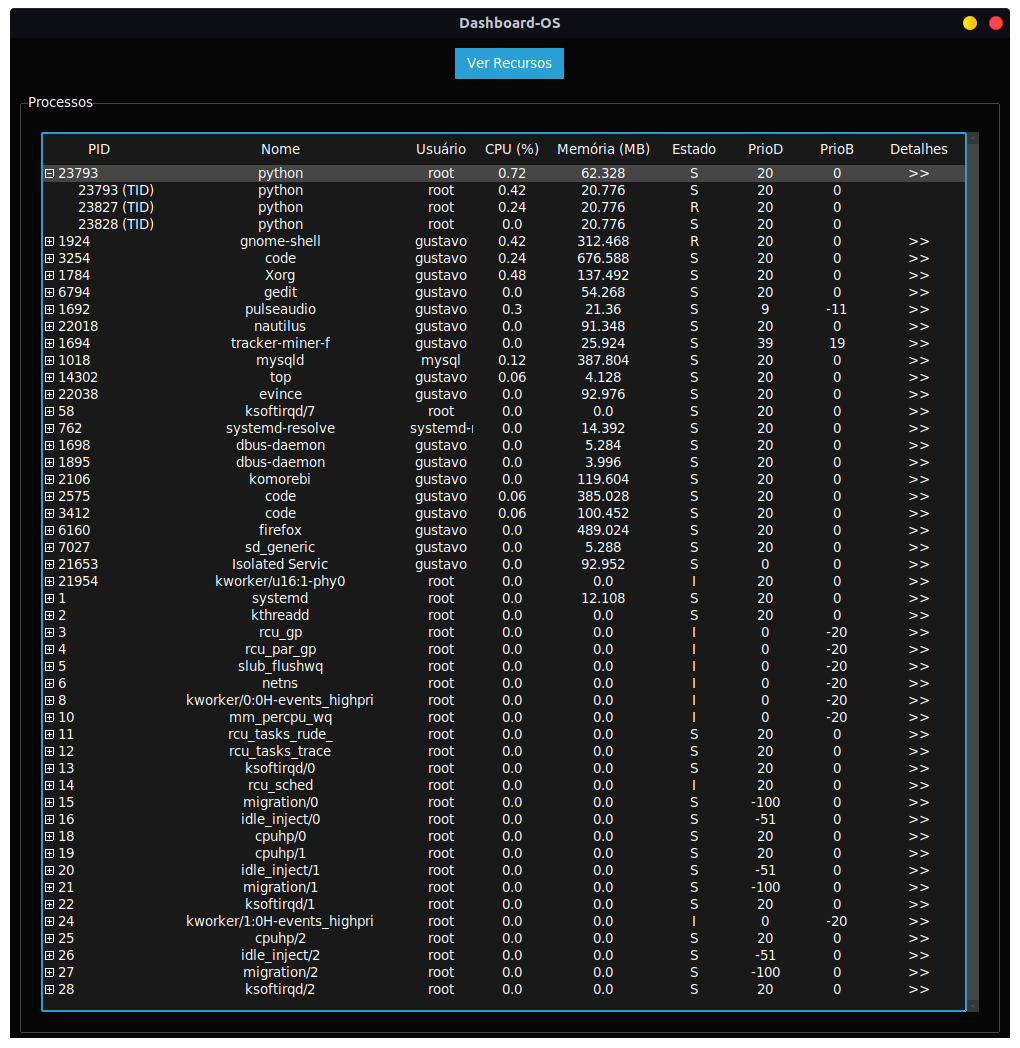 Dashboard-OS
Ver Recursos
Processos
PID Nome Usuário CPU (%) Memória (MB) Estado PrioD PrioB Detalhes
23793 python root 0.72 62.328 S 20 0 >>
23793 (TID) python root 0.42 20.776 S 20 0
23827 (TID) python root 0.24 20.776 R 20 0
23828 (TID) python root 0.0 20.776 S 20 0
1924 gnome-shell gustavo 0.42 312.468 R 20 0 >>
3254 code gustavo 0.24 676.588 S 20 0 >>
1784 Xorg gustavo 0.48 137.492 S 20 0 >>
6794 gedit gustavo 0.0 54.268 S 20 0 >>
1692 pulseaudio gustavo 0.3 21.36 S 9 -11 >>
22018 nautilus gustavo 0.0 91.348 S 20 0 >>
1694 tracker-miner-f gustavo 0.0 25.924 S 39 19 >>
1018 mysqld mysql 0.12 387.804 S 20 0 >>
14302 top gustavo 0.06 4.128 S 20 0 >>
22038 evince gustavo 0.0 92.976 S 20 0 >>
58 ksoftirqd/7 root 0.0 0.0 S 20 0 >>
762 systemd-resolve systemd-r 0.0 14.392 S 20 0 >>
1698 dbus-daemon gustavo 0.0 5.284 S 20 0 >>
1895 dbus-daemon gustavo 0.0 3.996 S 20 0 >>
2106 komorebi gustavo 0.0 119.604 S 20 0 >>
2575 code gustavo 0.06 385.028 S 20 0 >>
3412 code gustavo 0.06 100.452 S 20 0 >>
6160 firefox gustavo 0.0 489.024 S 20 0 >>
7027 sd_generic gustavo 0.0 5.288 S 20 0 >>
21653 Isolated Servic gustavo 0.0 92.952 S 0 0 >>
21954 kworker/u16:1-phy0 root 0.0 0.0 I 20 0 >>
1 systemd root 0.0 12.108 S 20 0 >>
2 kthreadd root 0.0 0.0 S 20 0 >>
3 rcu_gp root 0.0 0.0 I 0 -20 >>
4 rcu_par_gp root 0.0 0.0 I 0 -20 >>
5 slub_flushwq root 0.0 0.0 I 0 -20 >>
6 netns root 0.0 0.0 I 0 -20 >>
8 kworker/0:0H-events_highpri root 0.0 0.0 I 0 -20 >>
10 mm_percpu_wq root 0.0 0.0 I 0 -20 >>
11 rcu_tasks_rude_ root 0.0 0.0 S 20 0 >>
12 rcu_tasks_trace root 0.0 0.0 S 20 0 >>
13 ksoftirqd/0 root 0.0 0.0 S 20 0 >>
14 rcu_sched root 0.0 0.0 I 20 0 >>
15 migration/0 root 0.0 0.0 S -100 0 >>
16 idle_inject/0 root 0.0 0.0 S -51 0 >>
18 cpuhp/0 root 0.0 0.0 S 20 0 >>
19 cpuhp/1 root 0.0 0.0 S 20 0 >>
20 idle_inject/1 root 0.0 0.0 S -51 0 >>
21 migration/1 root 0.0 0.0 S -100 0 >>
22 ksoftirqd/1 root 0.0 0.0 S 20 0 >>
24 kworker/1:0H-events_highpri root 0.0 0.0 I 0 -20 >>
25 cpuhp/2 root 0.0 0.0 S 20 0 >>
26 idle_inject/2 root 0.0 0.0 S -51 0 >>
27 migration/2 root 0.0 0.0 S -100 0 >>
28 ksoftirqd/2 root 0.0 0.0 S 20 0 >>